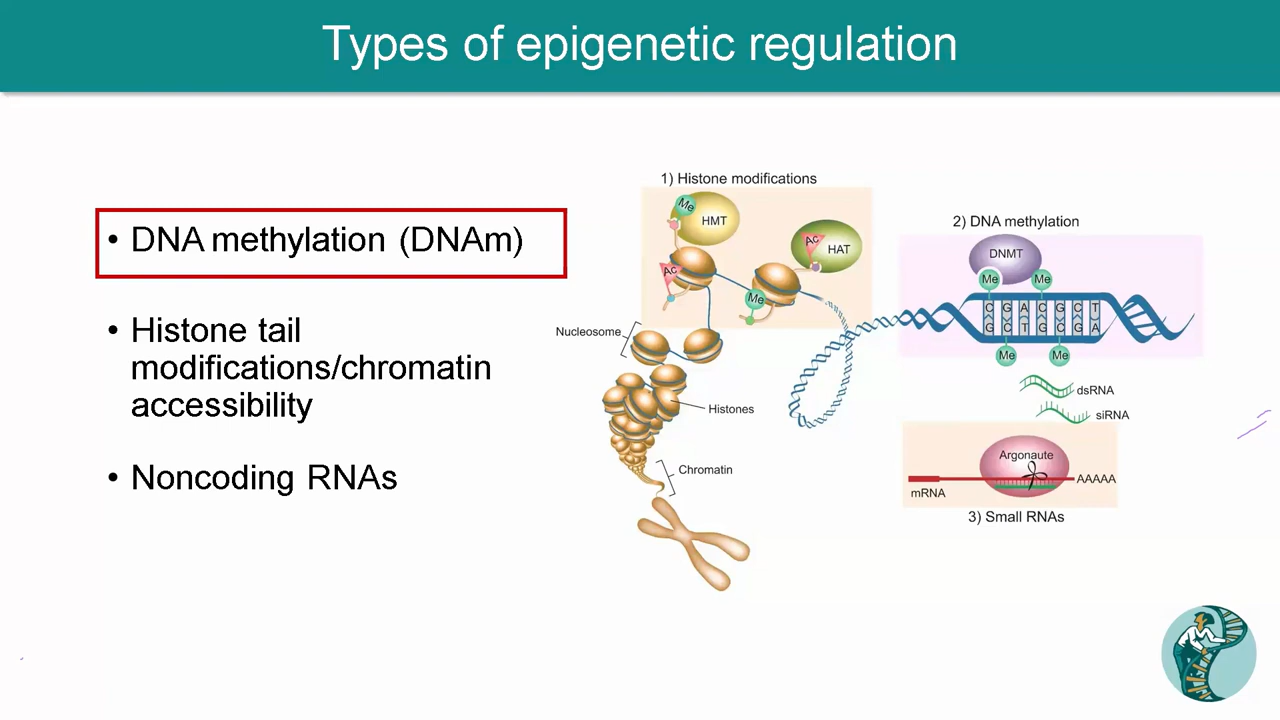 Types of epigenetic regulation
• DNA methylation (DNAm)
• Histone tail
modifications/chromatin
accessibility
• Noncoding RNAs
1) Histone modifications
Me
HMT
Ac
HAT
Ac
Me
Nucleosome
Histones
Chromatin
2) DNA methylation
DNMT
Me
Me
C G A C G C T
G C T G C G A
Me
Me
dsRNA
siRNA
Argonaute
mRNA
AAAAA
3) Small RNAs